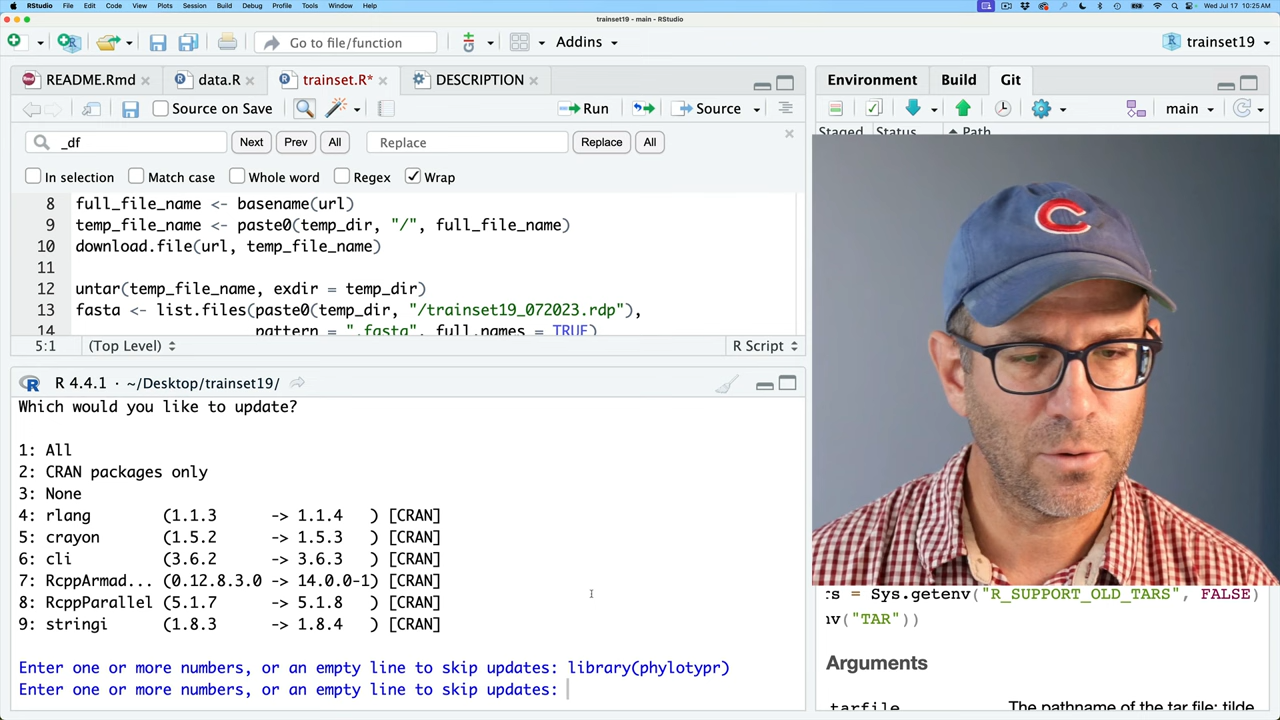 RStudio File Edit Code View Plots Session Build Debug Profile Tools Window Help Wed Jul 17 10:25 AM
trainset19 - main - RStudio
Go to file/function Addins trainset19
README.Rmd data.R trainset.R* DESCRIPTION Environment Build Git
Source on Save Run Source main
Staged Status Path
_df Next Prev All Replace Replace All
In selection Match case Whole word Regex Wrap
8 full_file_name <- basename(url)
9 temp_file_name <- paste0(temp_dir, "/", full_file_name)
10 download.file(url, temp_file_name)
11
12 untar(temp_file_name, exdir = temp_dir)
13 fasta <- list.files(paste0(temp_dir, "/trainset19_072023.rdp"),
14 pattern = ".fasta", full.names = TRUE)
5:1 (Top Level) R Script
R 4.4.1 · ~/Desktop/trainset19/
Which would you like to update?
1: All
2: CRAN packages only
3: None
4: rlang (1.1.3 -> 1.1.4 ) [CRAN]
5: crayon (1.5.2 -> 1.5.3 ) [CRAN]
6: cli (3.6.2 -> 3.6.3 ) [CRAN]
7: RcppArmad... (0.12.8.3.0 -> 14.0.0-1) [CRAN]
8: RcppParallel (5.1.7 -> 5.1.8 ) [CRAN]
9: stringi (1.8.3 -> 1.8.4 ) [CRAN]
Enter one or more numbers, or an empty line to skip updates: library(phylotypr)
Enter one or more numbers, or an empty line to skip updates:
C
rs = Sys.getenv("R_SUPPORT_OLD_TARS", FALSE)
nv("TAR"))
Arguments
tarfile The pathname of the tar file: tilde